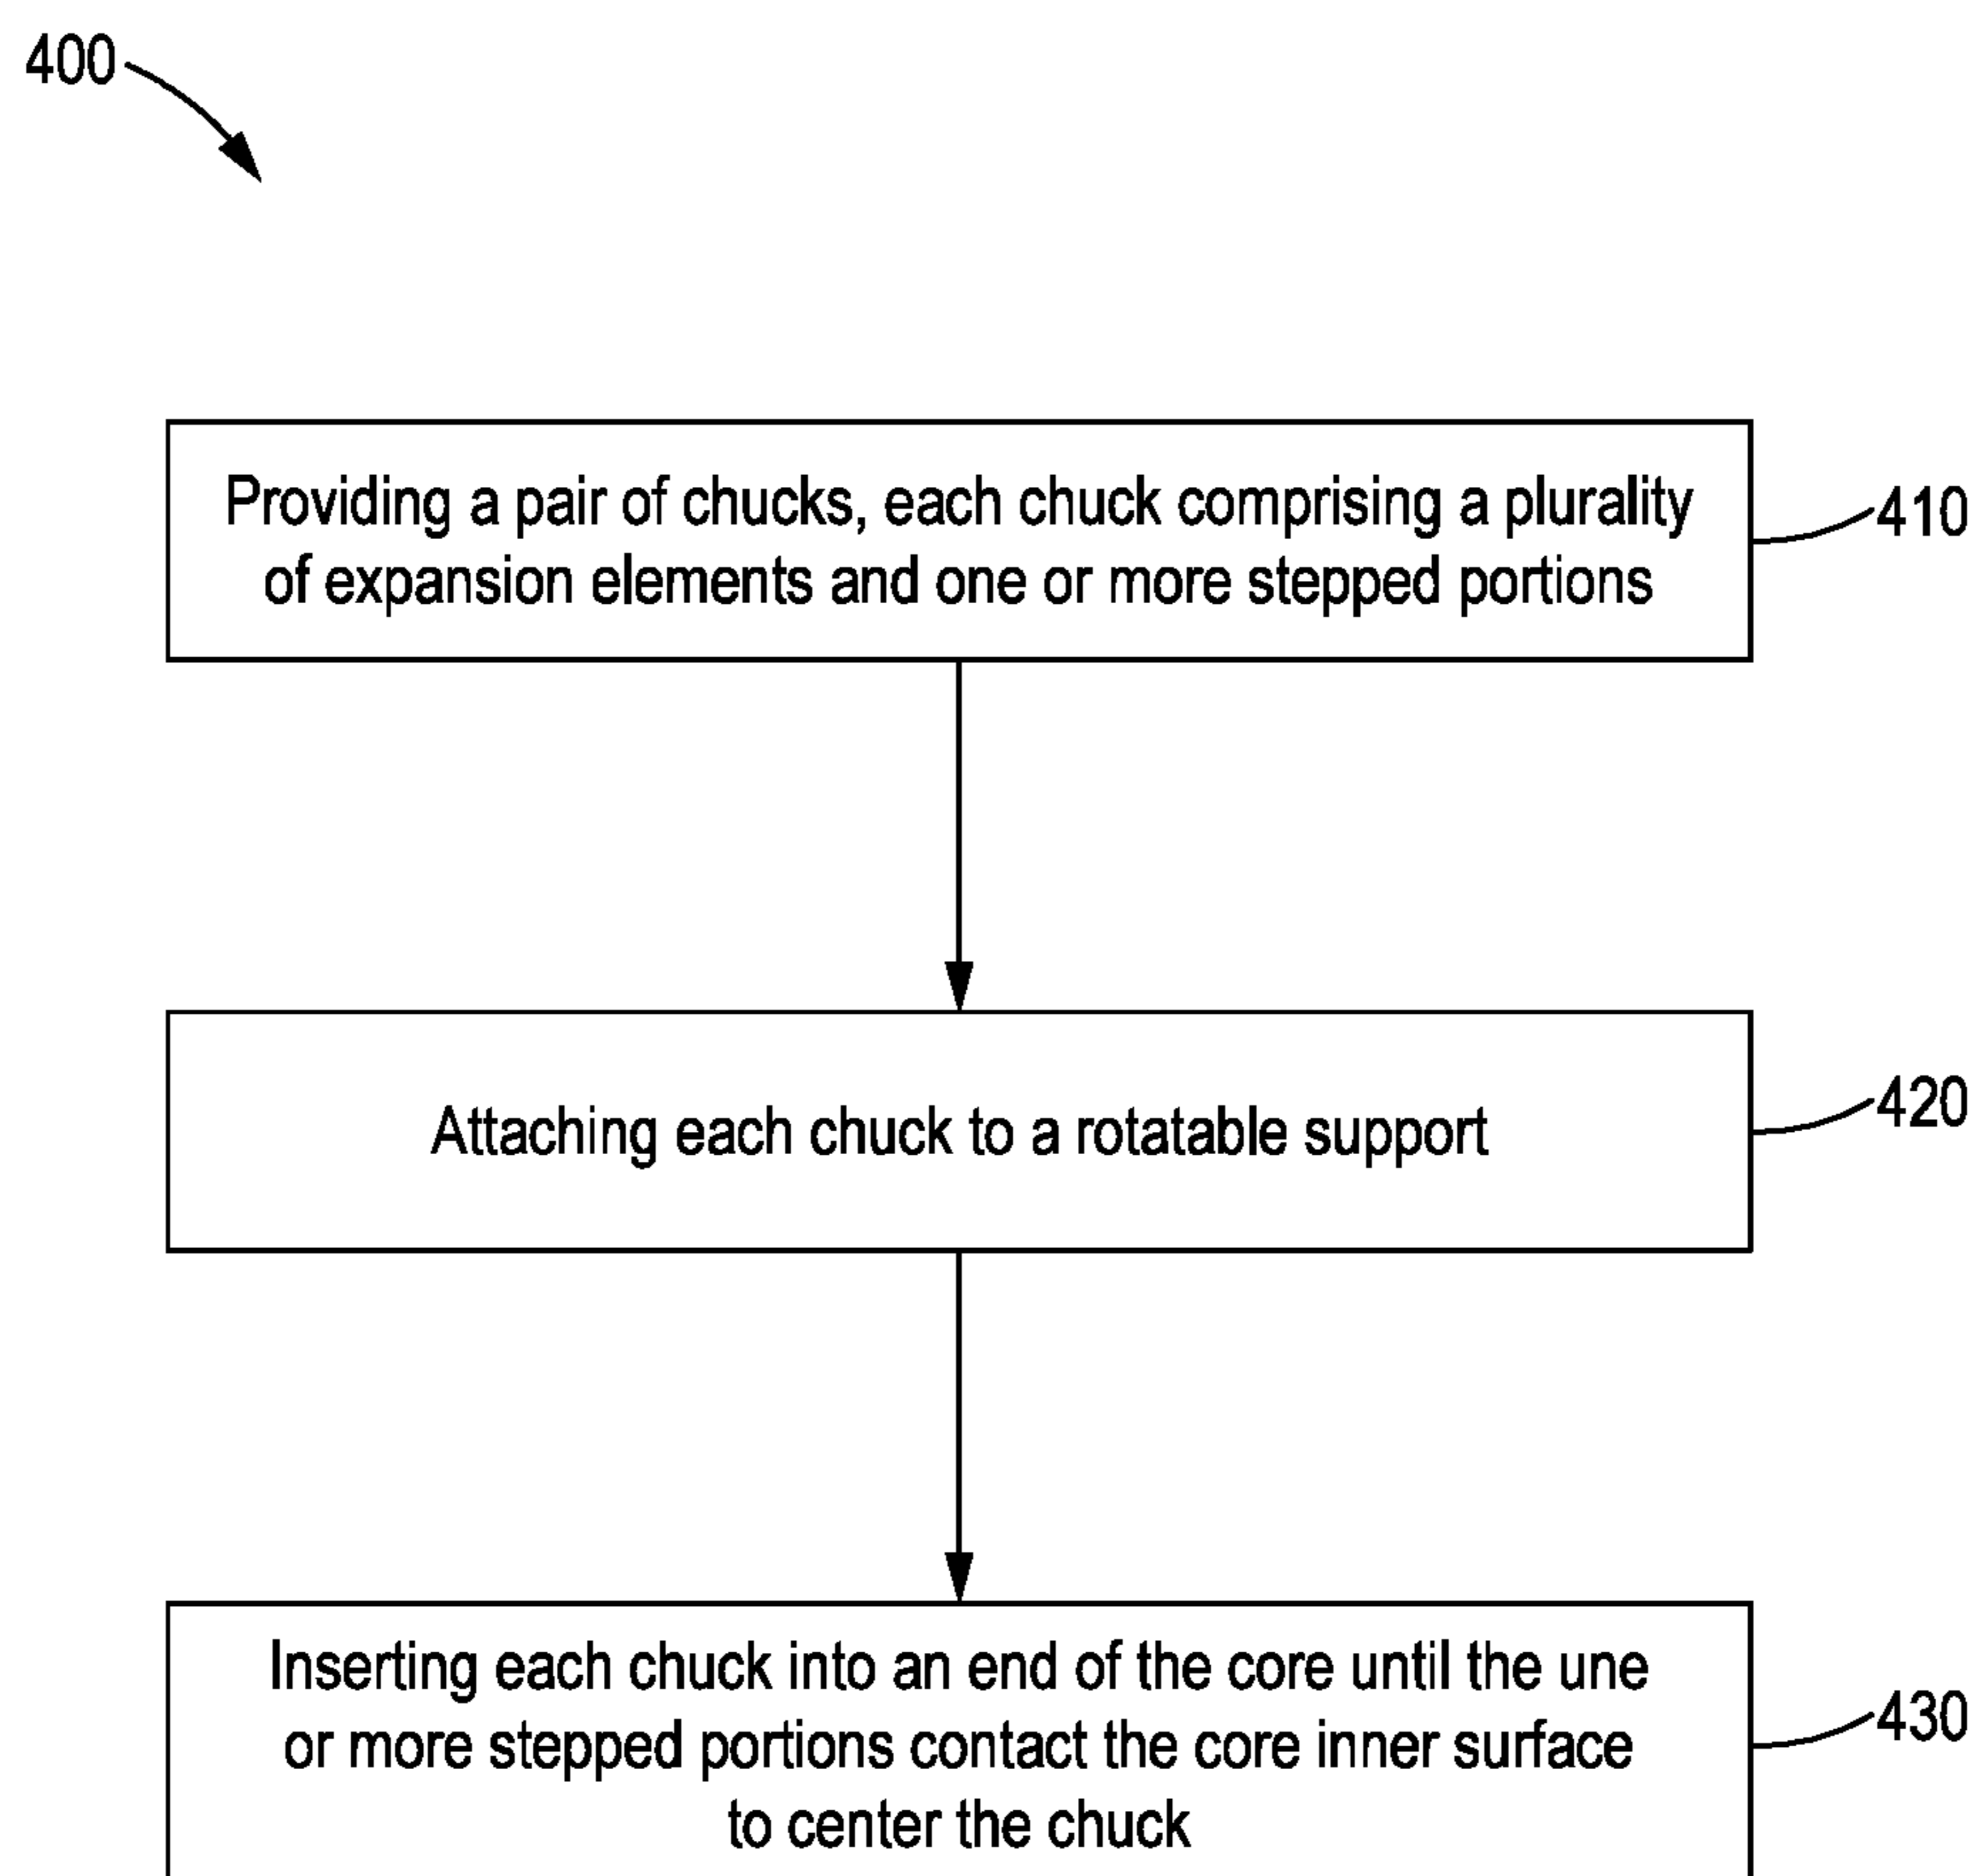 400
Providing a pair of chucks, each chuck comprising a plurality
of expansion elements and one or more stepped portions
410
Attaching each chuck to a rotatable support
420
Inserting each chuck into an end of the core until the une
or more stepped portions contact the core inner surface
to center the chuck
430